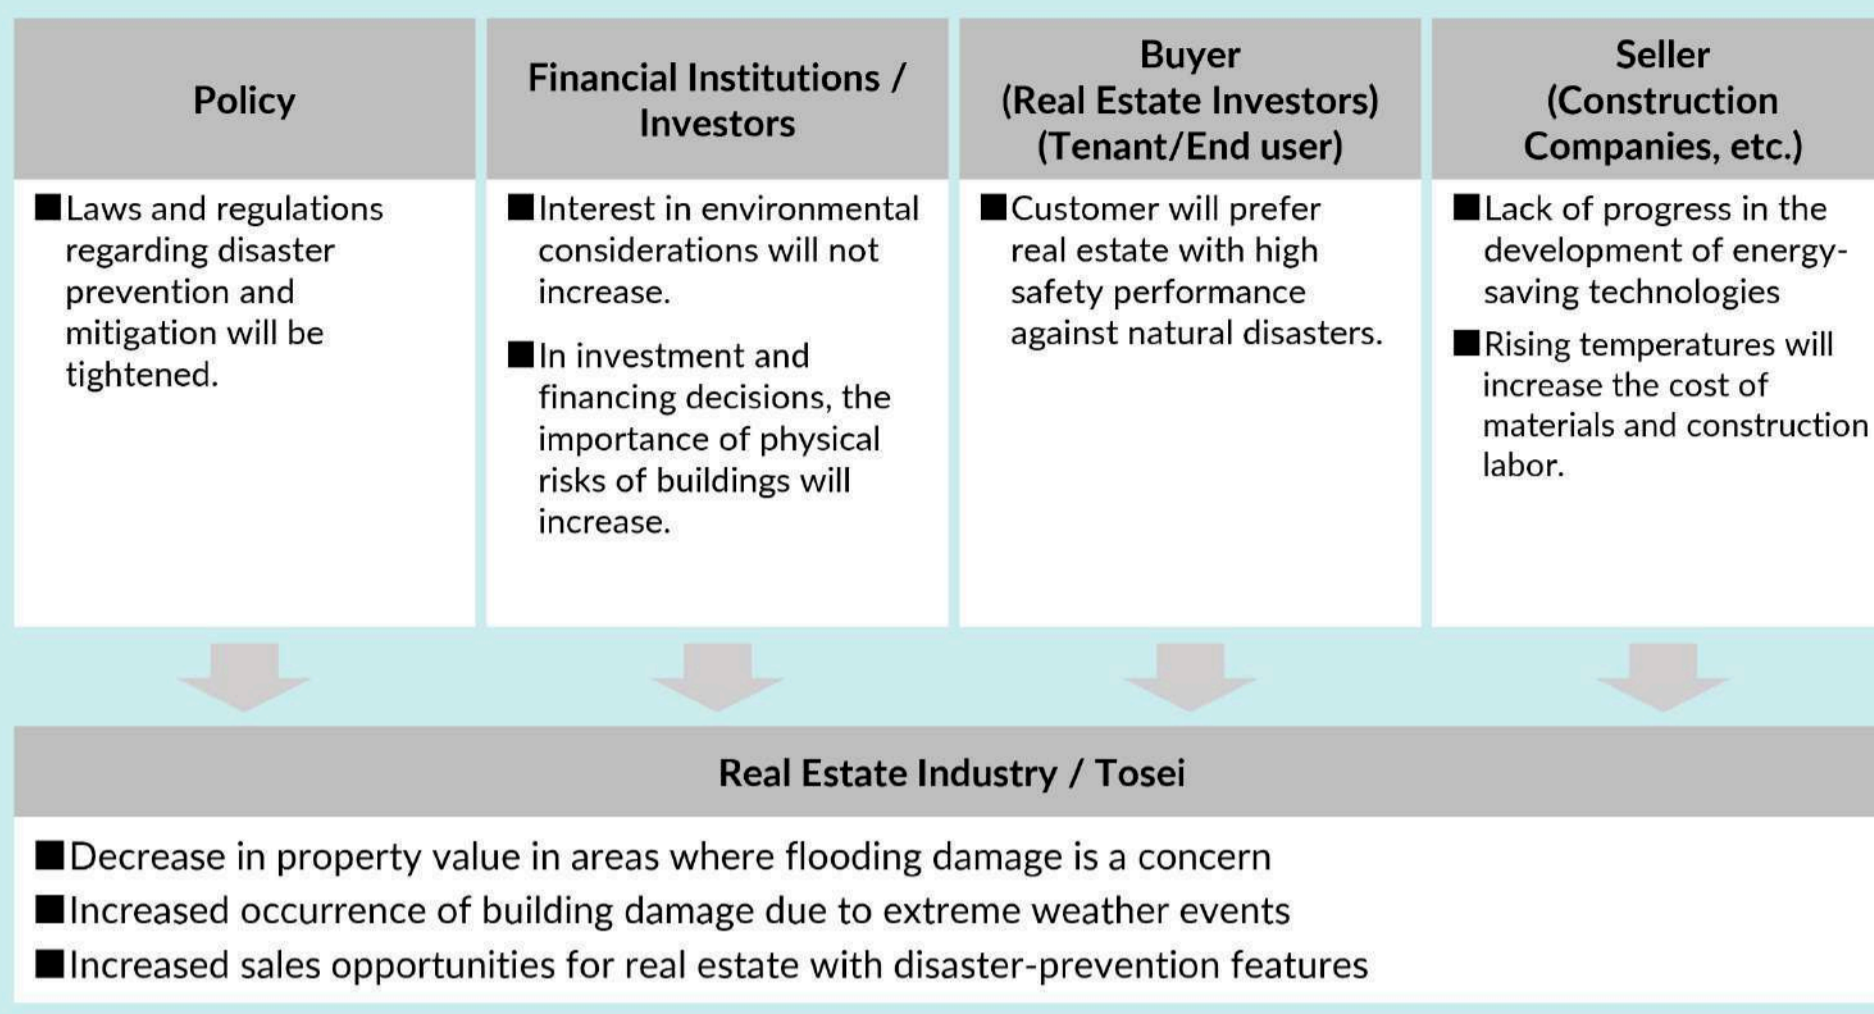 Policy
Financial Institutions /
Investors
Buyer
(Real Estate Investors)
(Tenant/End user)
Seller
(Construction
Companies, etc.)
■Laws and regulations
regarding disaster
prevention and
mitigation will be
tightened.
■Interest in environmental
considerations will not
increase.
■In investment and
financing decisions, the
importance of physical
risks of buildings will
increase.
■Customer will prefer
real estate with high
safety performance
against natural disasters.
■Lack of progress in the
development of energy-
saving technologies
■Rising temperatures will
increase the cost of
materials and construction
labor.
Real Estate Industry / Tosei
■Decrease in property value in areas where flooding damage is a concern
■Increased occurrence of building damage due to extreme weather events
■Increased sales opportunities for real estate with disaster-prevention features